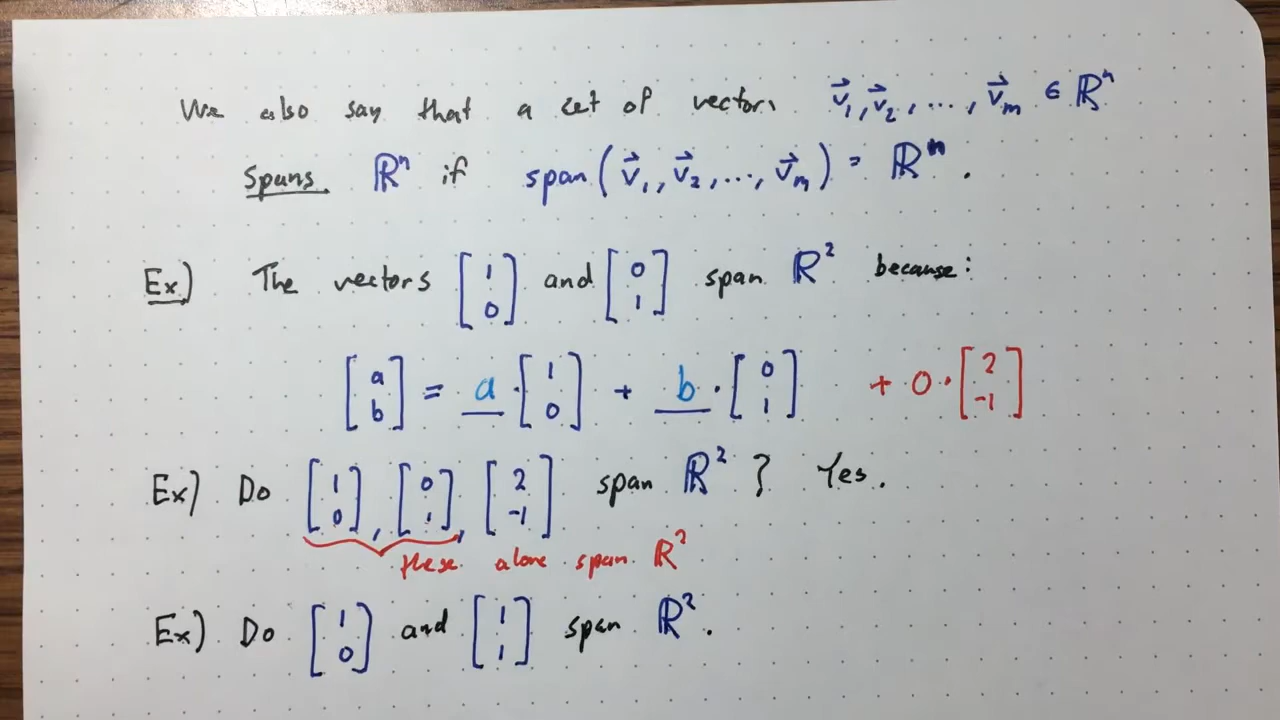 We also say that a set of vectors v⃗₁, v⃗₂, ..., v⃗ₘ ∈ ℝⁿ
spans ℝⁿ if span(v⃗₁, v⃗₂, ..., v⃗ₘ) = ℝⁿ.
Ex) The vectors [1 0] and [0 1] span ℝ² because:
[a b] = a · [1 0] + b · [0 1] + 0 · [2 -1]
Ex) Do [1 0], [0 1], [2 -1] span ℝ²? Yes.
these alone span ℝ²
Ex) Do [1 0] and [1 1] span ℝ².